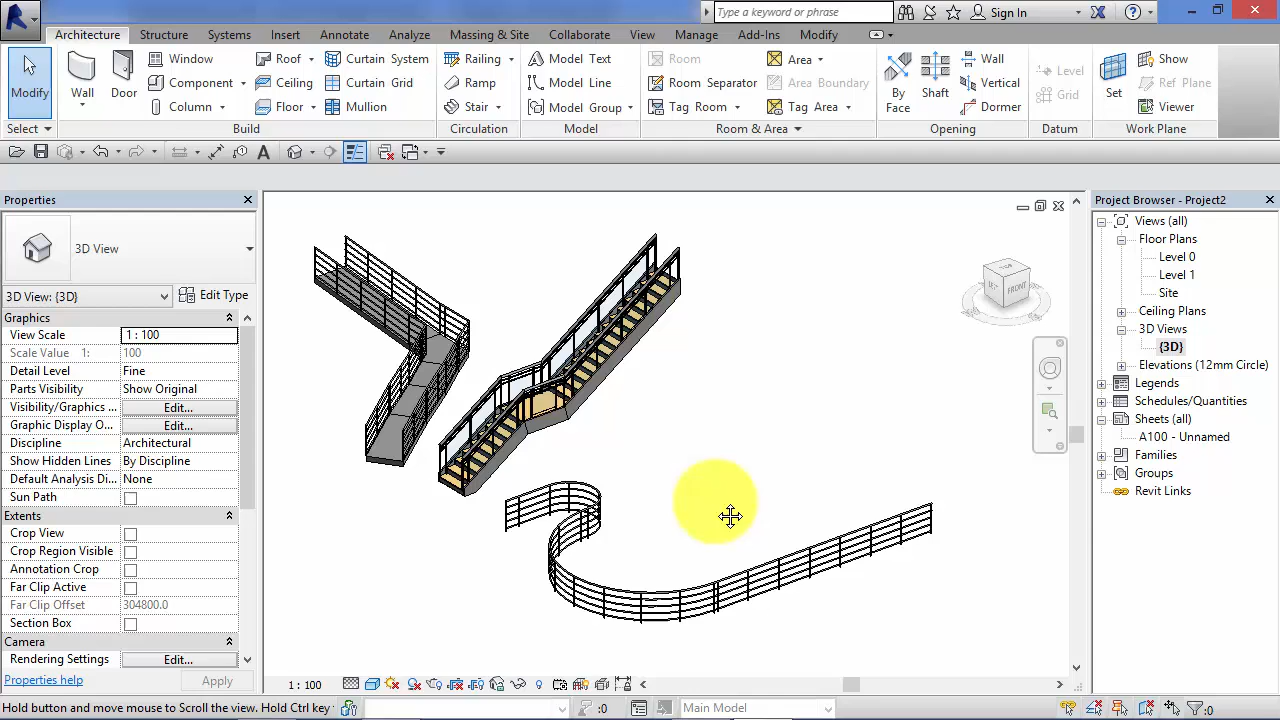 Type a keyword or phrase
Sign In
Architecture Structure Systems Insert Annotate Analyze Massing & Site Collaborate View Manage Add-Ins Modify
Modify
Select
Wall
Door
Window
Component
Column
Roof
Ceiling
Floor
Curtain System
Curtain Grid
Mullion
Build
Railing
Ramp
Stair
Circulation
Model Text
Model Line
Model Group
Model
Room
Room Separator
Tag Room
Area
Area Boundary
Tag Area
Room & Area
By
Face
Shaft
Wall
Vertical
Dormer
Opening
Level
Grid
Datum
Set
Show
Ref Plane
Viewer
Work Plane
Properties
3D View
3D View: {3D}
Edit Type
Graphics
View Scale 1 : 100
Scale Value 1: 100
Detail Level Fine
Parts Visibility Show Original
Visibility/Graphics ... Edit...
Graphic Display O... Edit...
Discipline Architectural
Show Hidden Lines By Discipline
Default Analysis Di... None
Sun Path
Extents
Crop View
Crop Region Visible
Annotation Crop
Far Clip Active
Far Clip Offset 304800.0
Section Box
Camera
Rendering Settings Edit...
Properties help
Apply
FRONT
1 : 100
Project Browser - Project2
Views (all)
Floor Plans
Level 0
Level 1
Site
Ceiling Plans
3D Views
{3D}
Elevations (12mm Circle)
Legends
Schedules/Quantities
Sheets (all)
A100 - Unnamed
Families
Groups
Revit Links
Hold button and move mouse to Scroll the view. Hold Ctrl key
:0
Main Model
:0